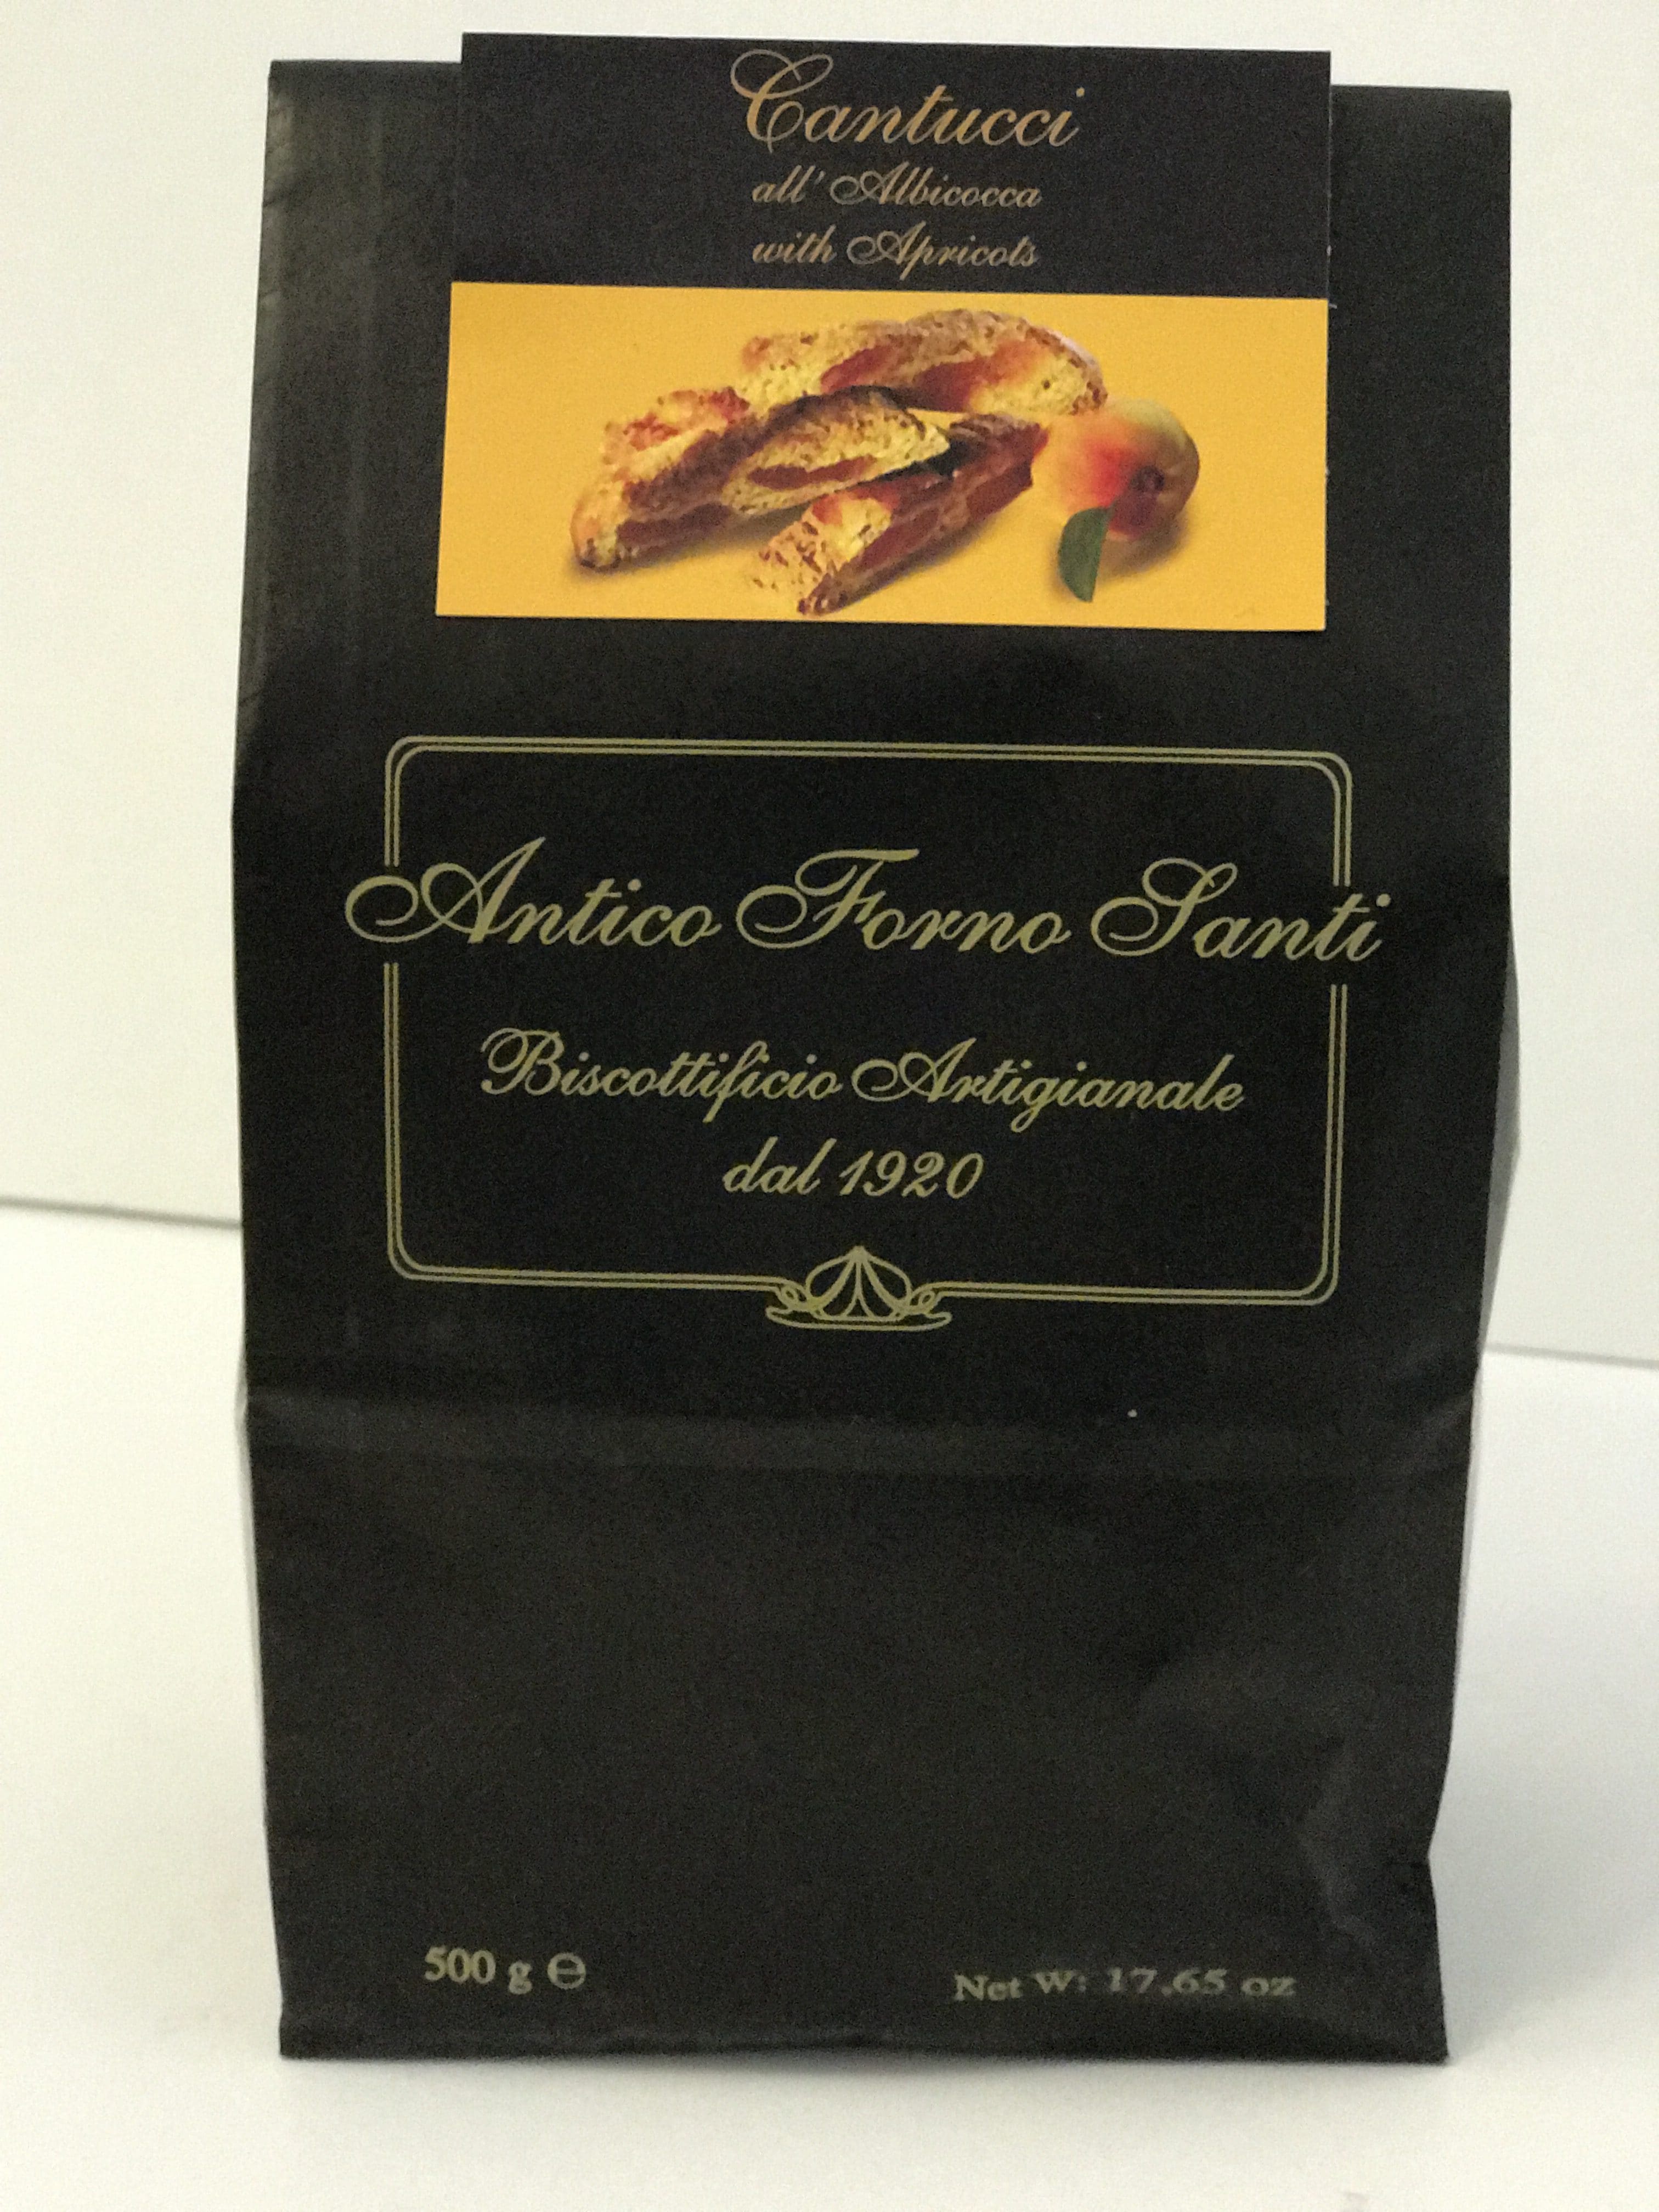 Cantucci
all' Albicocca
with Apricots
Antico Forno Santi
Biscottificio Artigianale
dal 1920
500 g ℮
Net W: 17,65 oz